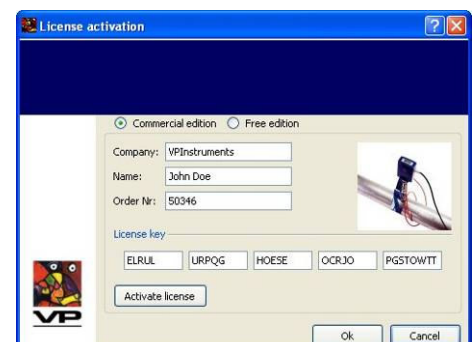 License activation
Commercial edition Free edition
Company: VPInstruments
Name: John Doe
Order Nr: 50346
License key
ELRUL URPQG HOESE OCRJO PGSTOWTT
Activate license
VP
Ok Cancel